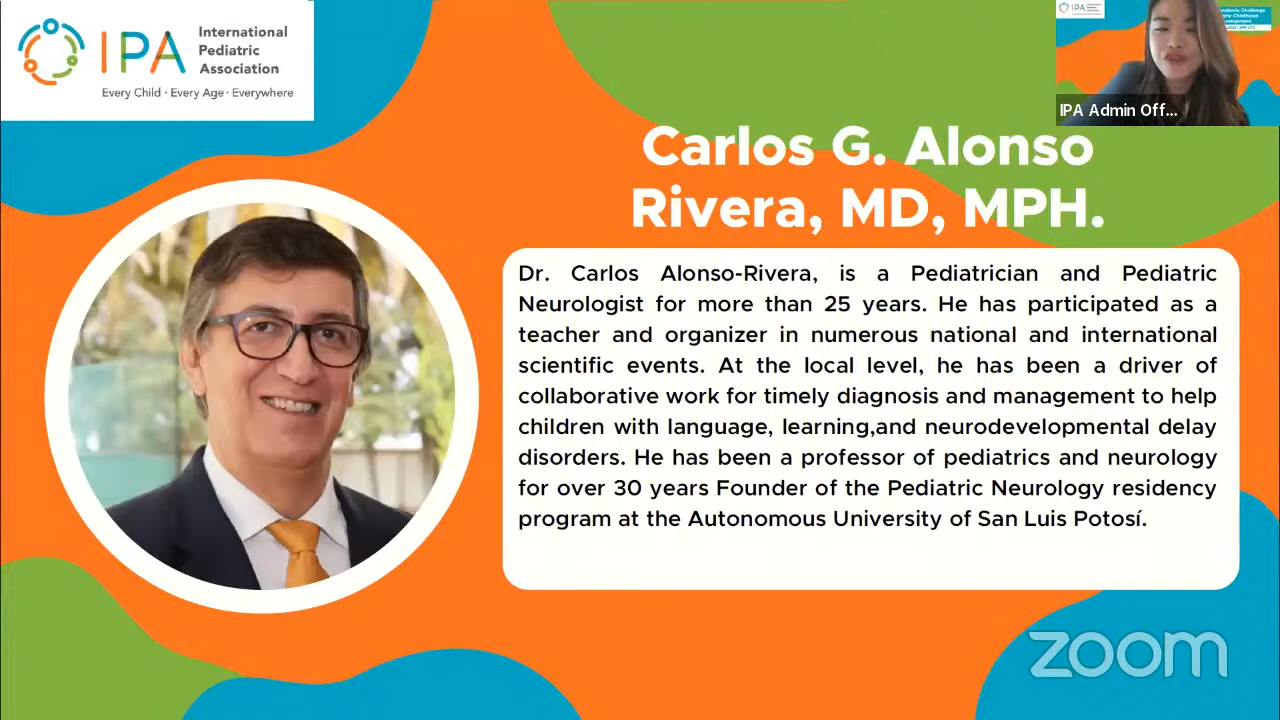 IPA
International
Pediatric
Association
Every Child · Every Age · Everywhere
IPA Admin Off...
Carlos G. Alonso
Rivera, MD, MPH.
Dr. Carlos Alonso-Rivera, is a Pediatrician and Pediatric
Neurologist for more than 25 years. He has participated as a
teacher and organizer in numerous national and international
scientific events. At the local level, he has been a driver of
collaborative work for timely diagnosis and management to help
children with language, learning,and neurodevelopmental delay
disorders. He has been a professor of pediatrics and neurology
for over 30 years Founder of the Pediatric Neurology residency
program at the Autonomous University of San Luis Potosí.
zoom